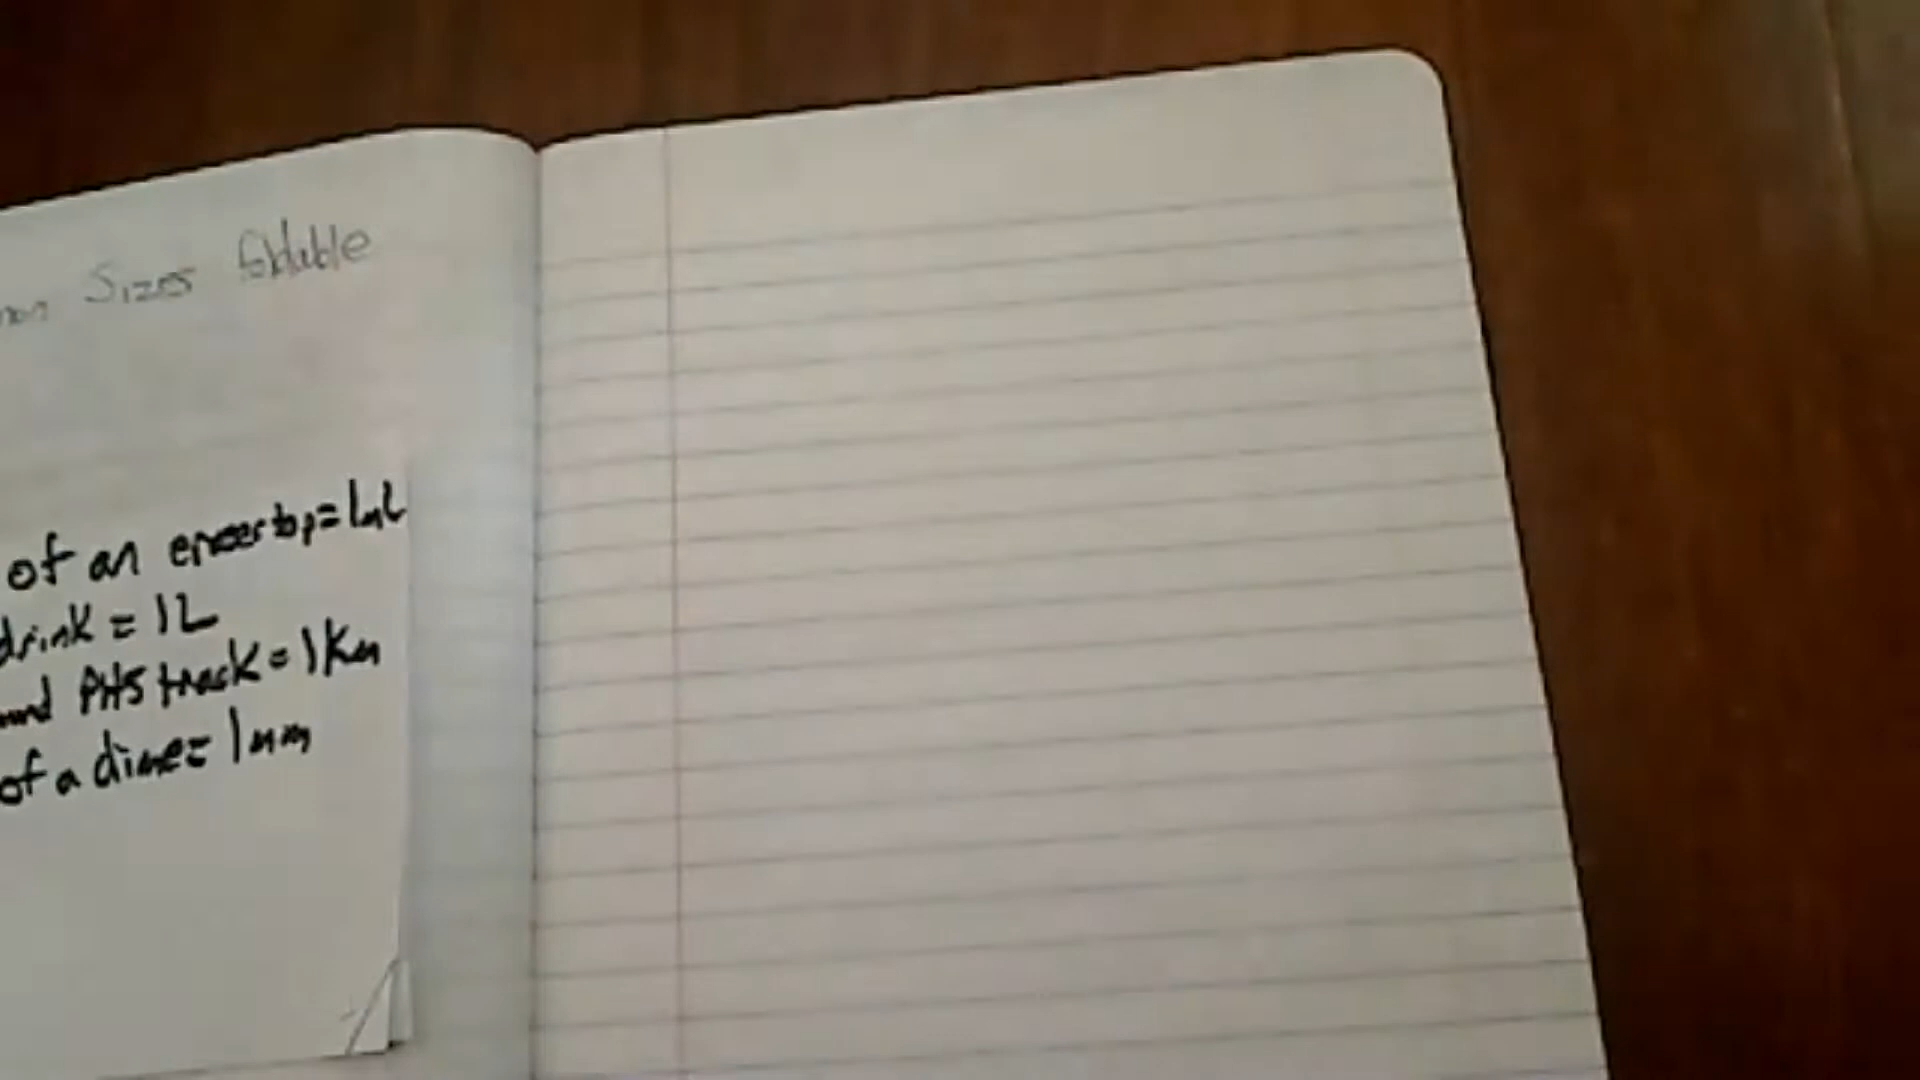 Sizes foldable
of an eraser top = 1mL
drink = 1L
PHS track = 1Km
of a dime = 1mm